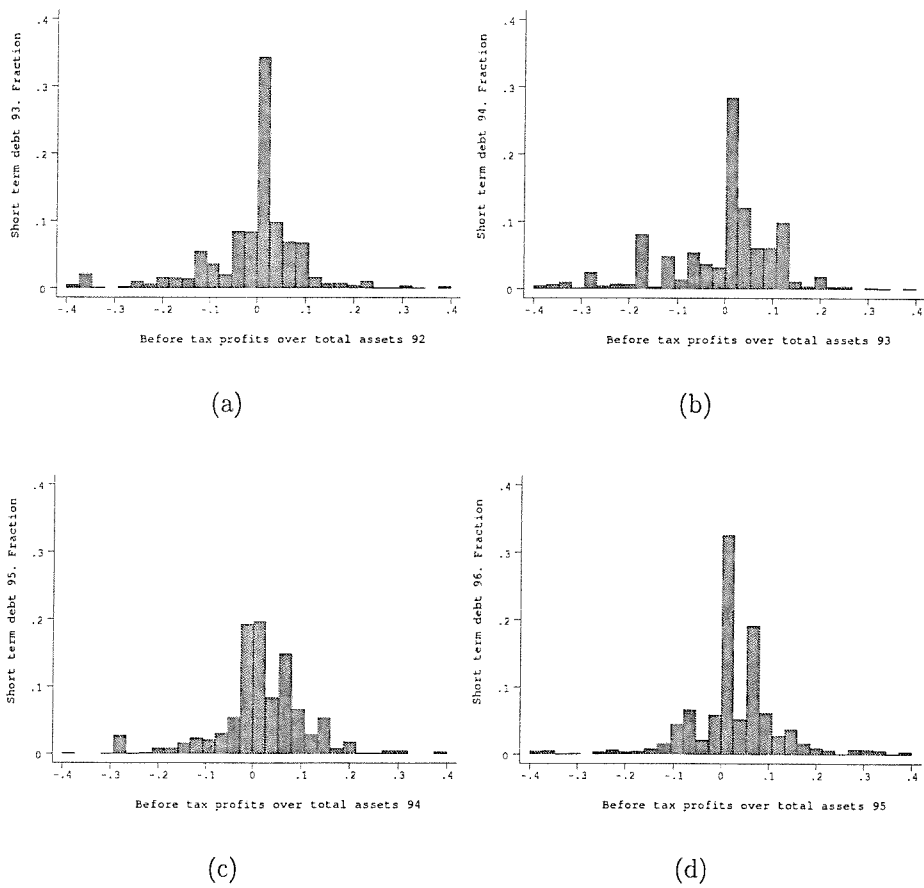 .4
.3
.2
.1
0
Short term debt 93. Fraction
-.4 -.3 -.2 -.1 0 .1 .2 .3 .4
Before tax profits over total assets 92
(a)
.4
.3
.2
.1
0
Short term debt 94. Fraction
-.4 -.3 -.2 -.1 0 .1 .2 .3 .4
Before tax profits over total assets 93
(b)
.4
.3
.2
.1
0
Short term debt 95. Fraction
-.4 -.3 -.2 -.1 0 .1 .2 .3 .4
Before tax profits over total assets 94
(c)
.4
.3
.2
.1
0
Short term debt 96. Fraction
-.4 -.3 -.2 -.1 0 .1 .2 .3 .4
Before tax profits over total assets 95
(d)